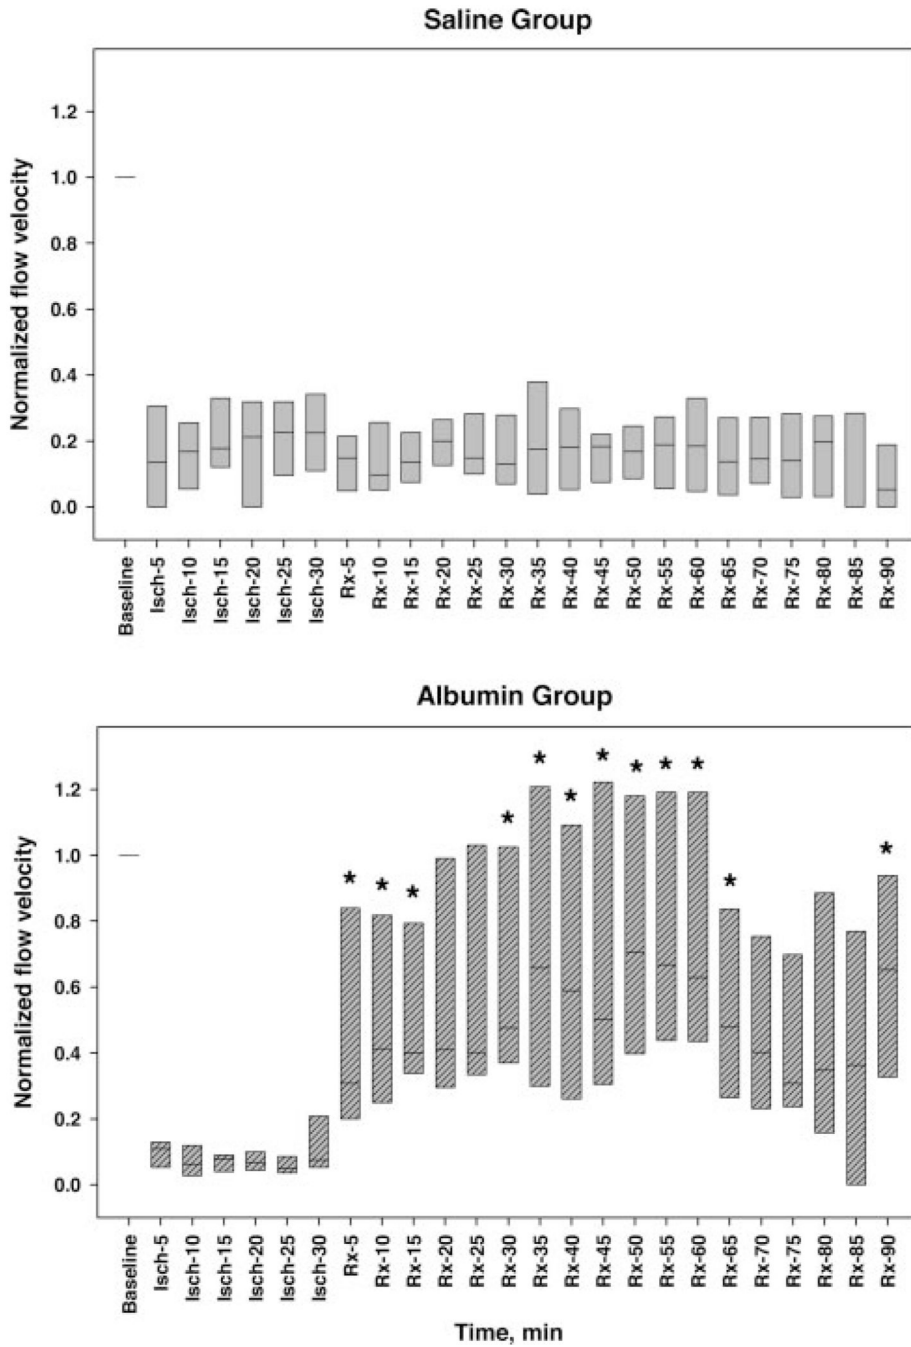 Saline Group
Normalized flow velocity
1.2
1.0
0.8
0.6
0.4
0.2
0.0
Baseline
Isch-5
Isch-10
Isch-15
Isch-20
Isch-25
Isch-30
Rx-5
Rx-10
Rx-15
Rx-20
Rx-25
Rx-30
Rx-35
Rx-40
Rx-45
Rx-50
Rx-55
Rx-60
Rx-65
Rx-70
Rx-75
Rx-80
Rx-85
Rx-90
Albumin Group
Normalized flow velocity
1.2
1.0
0.8
0.6
0.4
0.2
0.0
* * * * * * * * * * * *
Baseline
Isch-5
Isch-10
Isch-15
Isch-20
Isch-25
Isch-30
Rx-5
Rx-10
Rx-15
Rx-20
Rx-25
Rx-30
Rx-35
Rx-40
Rx-45
Rx-50
Rx-55
Rx-60
Rx-65
Rx-70
Rx-75
Rx-80
Rx-85
Rx-90
Time, min